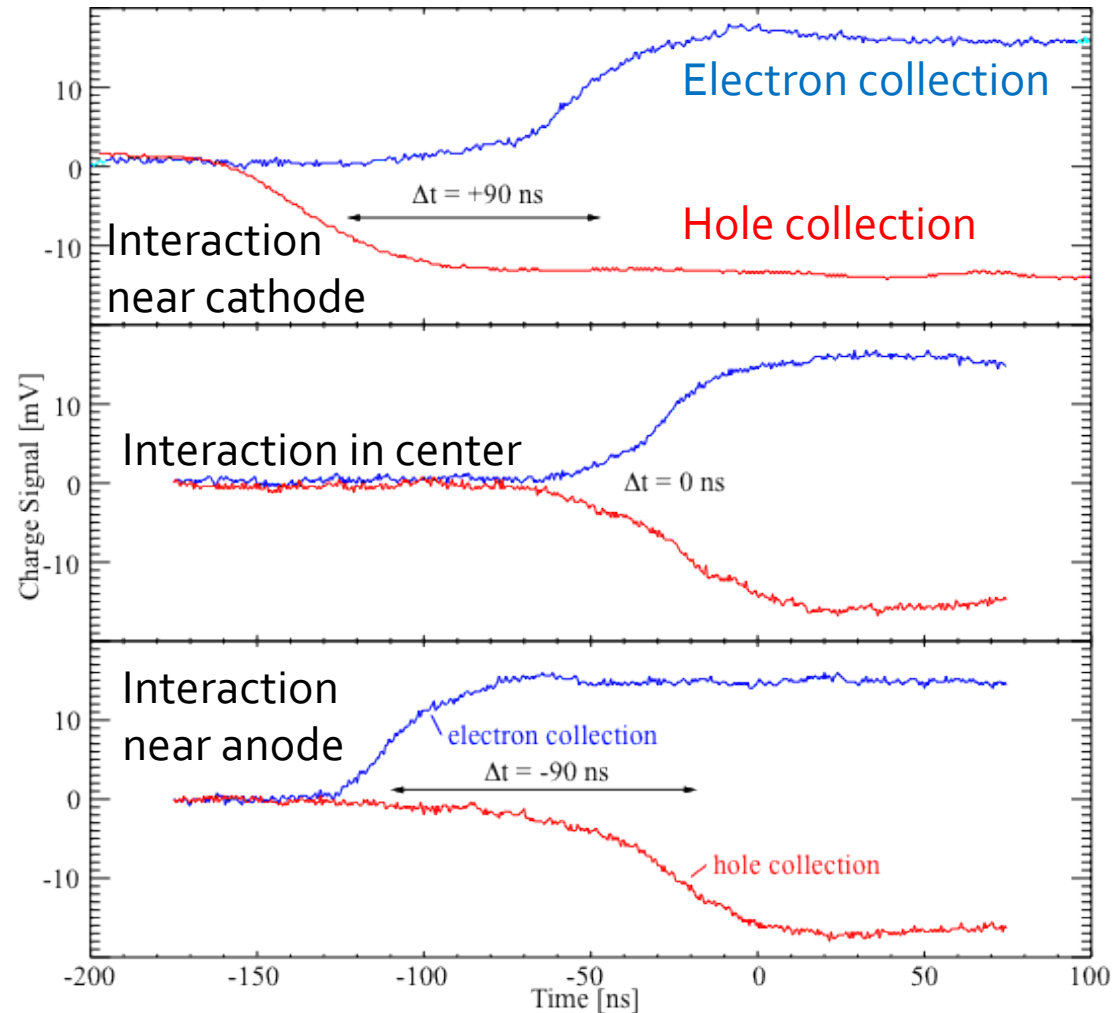 10
0
-10
Electron collection
Δt = +90 ns
Hole collection
Interaction
near cathode
Charge Signal [mV]
10
0
-10
Interaction in center
Δt = 0 ns
10
0
-10
Interaction
near anode
electron collection
Δt = -90 ns
hole collection
-200 -150 -100 -50 0 50 100
Time [ns]